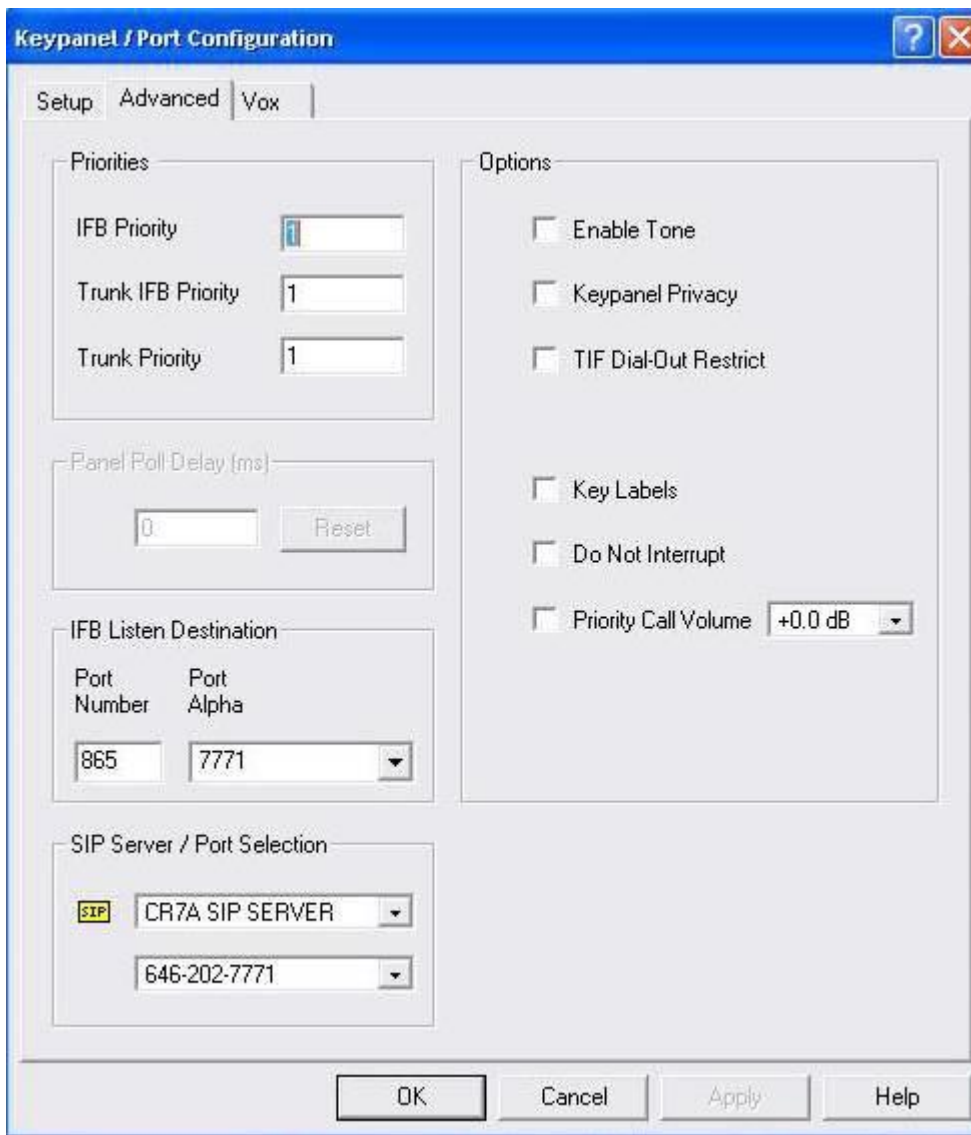 Keypanel / Port Configuration
Setup Advanced Vox
Priorities
IFB Priority 1
Trunk IFB Priority 1
Trunk Priority 1
Panel Poll Delay (ms)
0 Reset
IFB Listen Destination
Port Number Port Alpha
865 7771
SIP Server / Port Selection
SIP CR7A SIP SERVER
646-202-7771
Options
Enable Tone
Keypanel Privacy
TIF Dial-Out Restrict
Key Labels
Do Not Interrupt
Priority Call Volume +0.0 dB
OK Cancel Apply Help